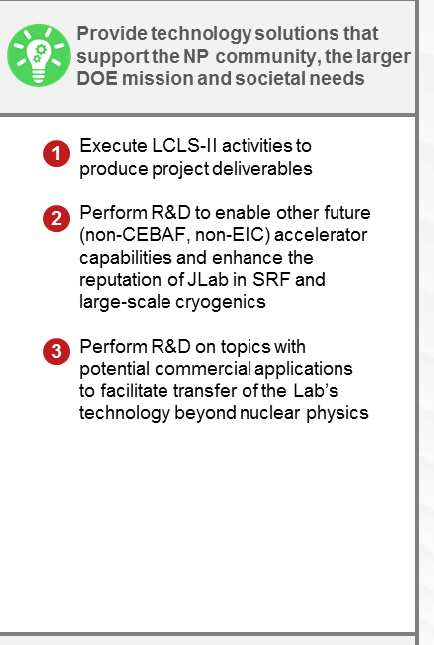 Provide technology solutions that
support the NP community, the larger
DOE mission and societal needs
1 Execute LCLS-II activities to
produce project deliverables
2 Perform R&D to enable other future
(non-CEBAF, non-EIC) accelerator
capabilities and enhance the
reputation of JLab in SRF and
large-scale cryogenics
3 Perform R&D on topics with
potential commercial applications
to facilitate transfer of the Lab's
technology beyond nuclear physics